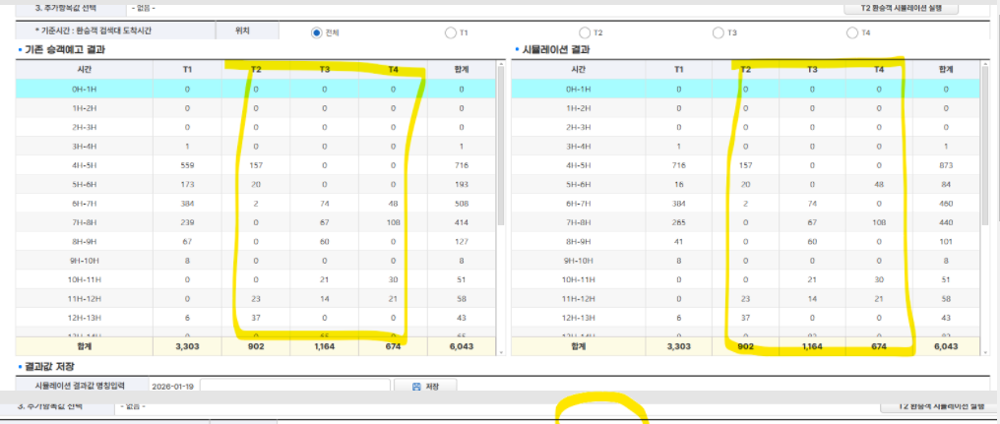 3. 추가항목값 선택 - 없음 - T2 환승객 시뮬레이션 실행
* 기준시간 : 환승객 검색대 도착시간 위치 전체 T1 T2 T3 T4
• 기존 승객예고 결과
시간 T1 T2 T3 T4 합계
0H-1H 0 0 0 0 0
1H-2H 0 0 0 0 0
2H-3H 0 0 0 0 0
3H-4H 1 0 0 0 1
4H-5H 559 157 0 0 716
5H-6H 173 20 0 0 193
6H-7H 384 2 74 48 508
7H-8H 239 0 67 108 414
8H-9H 67 0 60 0 127
9H-10H 8 0 0 0 8
10H-11H 0 0 21 30 51
11H-12H 0 23 14 21 58
12H-13H 6 37 0 0 43
합계 3,303 902 1,164 674 6,043
• 시뮬레이션 결과
시간 T1 T2 T3 T4 합계
0H-1H 0 0 0 0 0
1H-2H 0 0 0 0 0
2H-3H 0 0 0 0 0
3H-4H 1 0 0 0 1
4H-5H 716 157 0 0 873
5H-6H 16 20 0 48 84
6H-7H 384 2 74 0 460
7H-8H 265 0 67 108 440
8H-9H 41 0 60 0 101
9H-10H 8 0 0 0 8
10H-11H 0 0 21 30 51
11H-12H 0 23 14 21 58
12H-13H 6 37 0 0 43
합계 3,303 902 1,164 674 6,043
• 결과값 저장
시뮬레이션 결과값 명칭입력 2026-01-19 저장
3. 추가항목값 선택 - 없음 - T2 환승객 시뮬레이션 실행